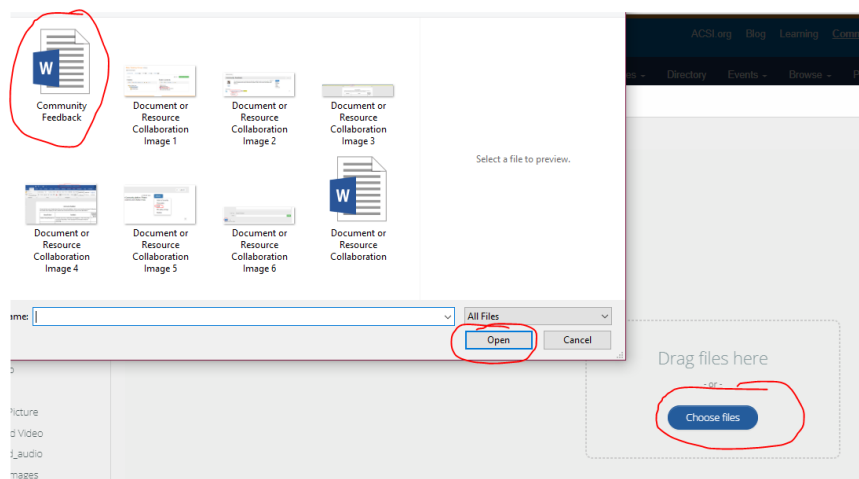 ACSI.org Blog Learning
Directory Events Browse
W
Community
Feedback
Document or
Resource
Collaboration
Image 1
Document or
Resource
Collaboration
Image 2
Document or
Resource
Collaboration
Image 3
Select a file to preview.
Document or
Resource
Collaboration
Image 4
Document or
Resource
Collaboration
Image 5
Document or
Resource
Collaboration
Image 6
W
Document or
Resource
Collaboration
ame: All Files
Open Cancel
Drag files here
- or -
Choose files
Picture
d Video
d_audio
mages